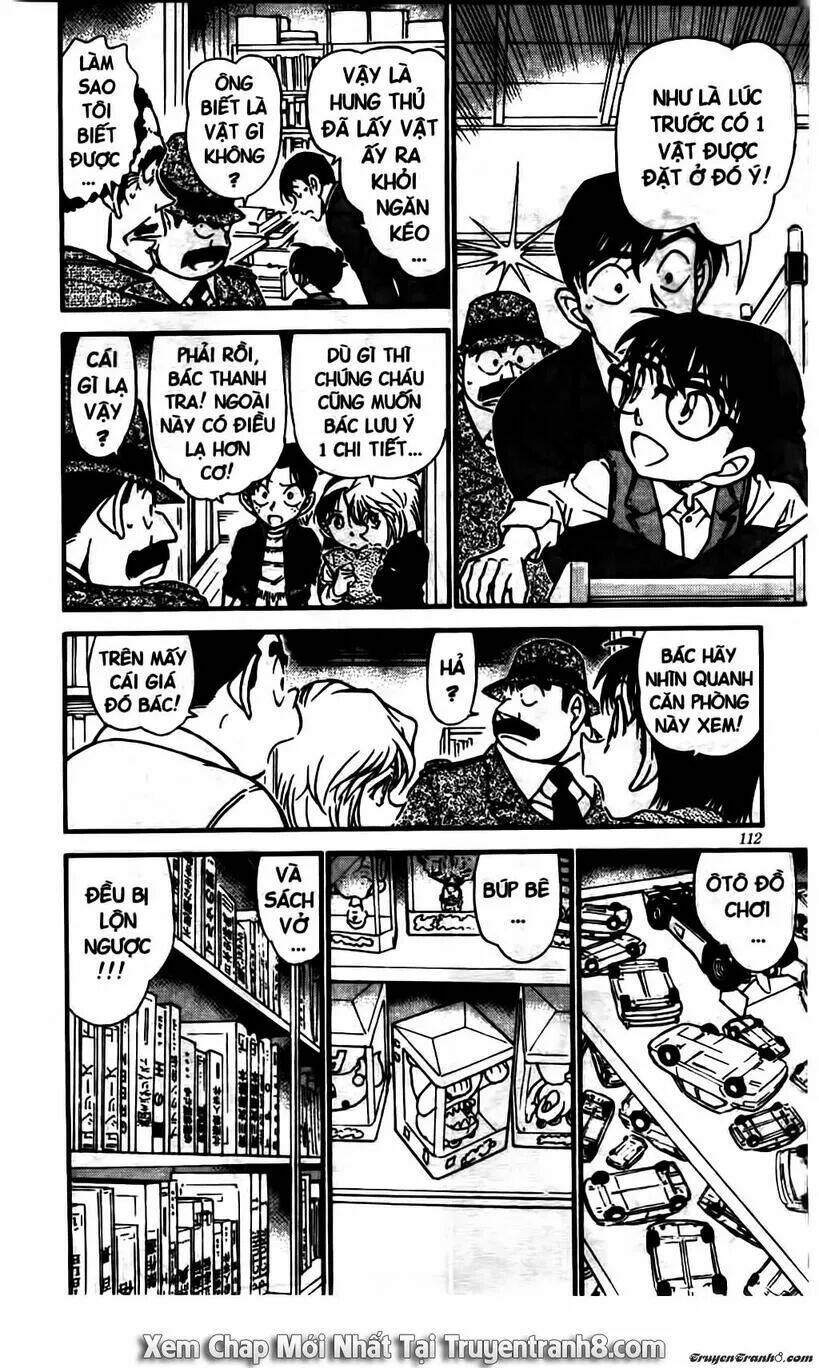 NHƯ LÀ LÚC
TRƯỚC CÓ 1
VẬT ĐƯỢC
ĐẶT Ở ĐÓ Ý!
VẬY LÀ
HUNG THỦ
ĐÃ LẤY VẬT
ẤY RA
KHỎI
NGĂN
KÉO
...
ÔNG
BIẾT LÀ
VẬT GÌ
KHÔNG
?
LÀM
SAO
TÔI
BIẾT
ĐƯỢC
...
DÙ GÌ THÌ
CHÚNG CHÁU
CŨNG MUỐN
BÁC LƯU Ý
1 CHI TIẾT...
PHẢI RỒI,
BÁC THANH
TRA! NGOÀI
NÀY CÓ ĐIỀU
LẠ HƠN
CƠ!
CÁI
GÌ LẠ
VẬY
?
BÁC HÃY
NHÌN QUANH
CĂN PHÒNG
NÀY XEM!
HẢ
?
TRÊN MẤY
CÁI GIÁ
ĐÓ BÁC!
112
ÔTÔ ĐỒ
CHƠI
...
BÚP BÊ
...
VÀ
SÁCH
VỞ
...
ĐỀU BỊ
LỘN
NGƯỢC
!!!
Xem Chap Mới Nhất Tại Truyentranh8.com
TruyenTranh8.com